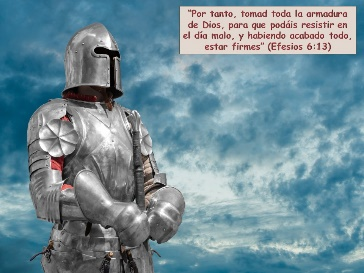 “Por tanto, tomad toda la armadura
de Dios, para que podáis resistir en
el día malo, y habiendo acabado todo,
estar firmes” (Efesios 6:13)